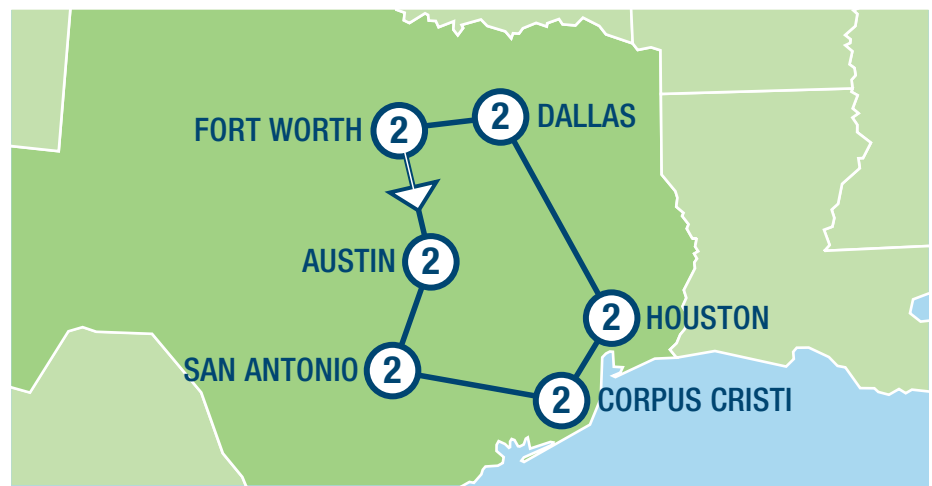 FORT WORTH 2
2 DALLAS
AUSTIN 2
2 HOUSTON
SAN ANTONIO 2
2 CORPUS CRISTI